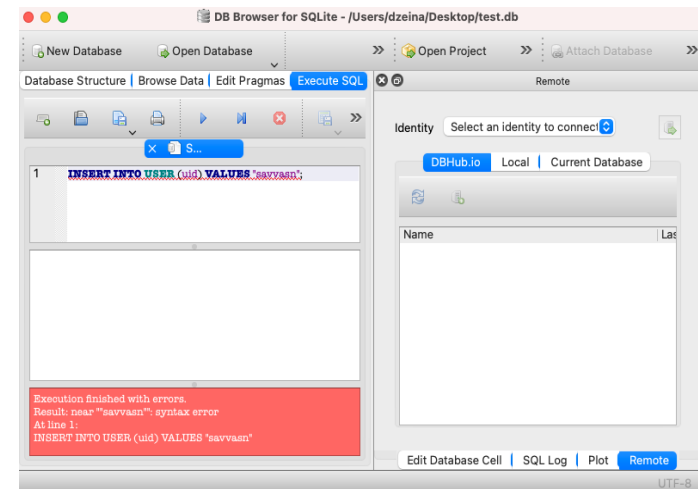 DB Browser for SQLite - /Users/dzeina/Desktop/test.db
New Database Open Database » Open Project » Attach Database »
Database Structure Browse Data Edit Pragmas Execute SQL
Remote
»
Identity Select an identity to connect
S...
DBHub.io Local Current Database
1 INSERT INTO USER (uid) VALUES "savvasn";
Name Las
Execution finished with errors.
Result: near ""savvasn"": syntax error
At line 1:
INSERT INTO USER (uid) VALUES "savvasn"
Edit Database Cell SQL Log Plot Remote
UTF-8